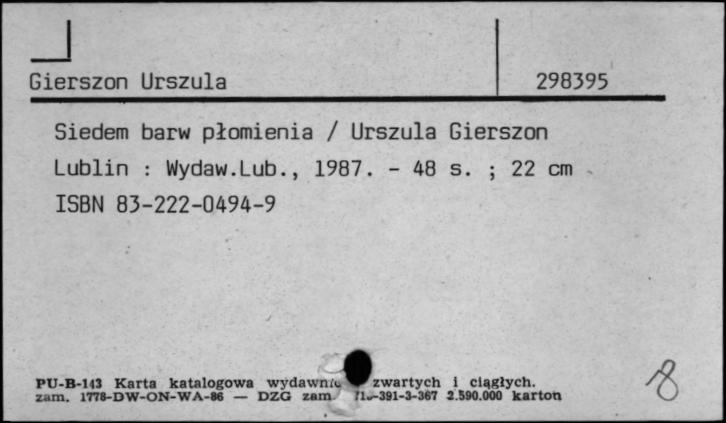 Gierszon Urszula 298395
Siedem barw płomienia / Urszula Gierszon
Lublin : Wydaw.Lub., 1987. - 48 s. ; 22 cm
ISBN 83-222-0494-9
PU-B-143 Karta katalogowa zwartych i ciągłych.
zam. 1778-DW-ON-WA-86 — DZG zam. 2.590.000 karton
8